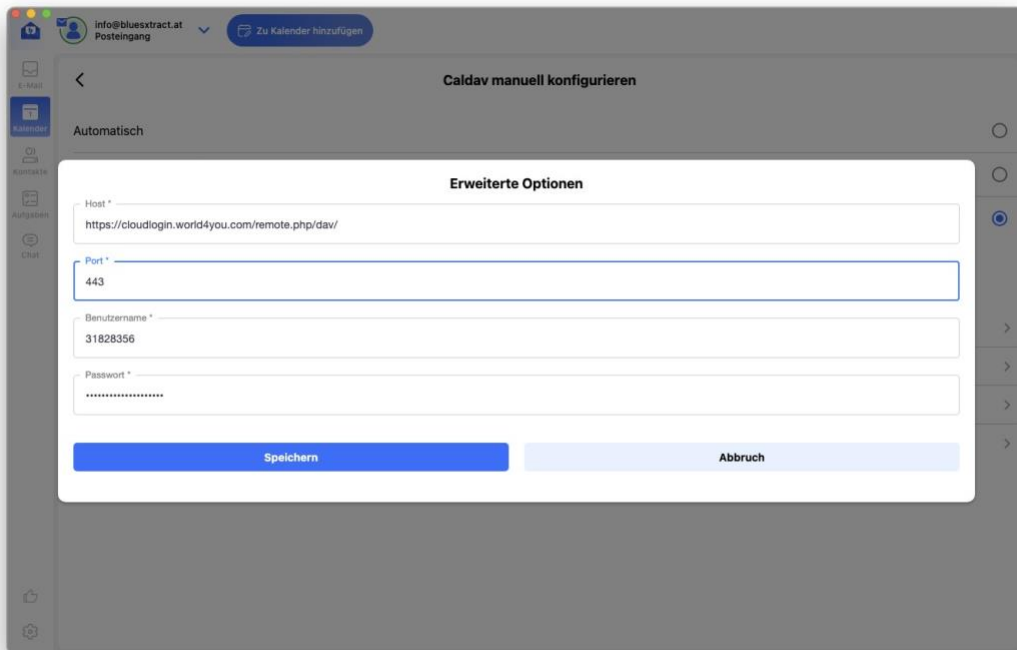 info@bluesxtract.at
Posteingang
Zu Kalender hinzufügen
E-Mail
Kalender
Kontakte
Aufgaben
Chat
Caldav manuell konfigurieren
Automatisch
Erweiterte Optionen
Host *
https://cloudlogin.world4you.com/remote.php/dav/
Port *
443
Benutzername *
31828356
Passwort *
••••••••••••••••••••
Speichern
Abbruch